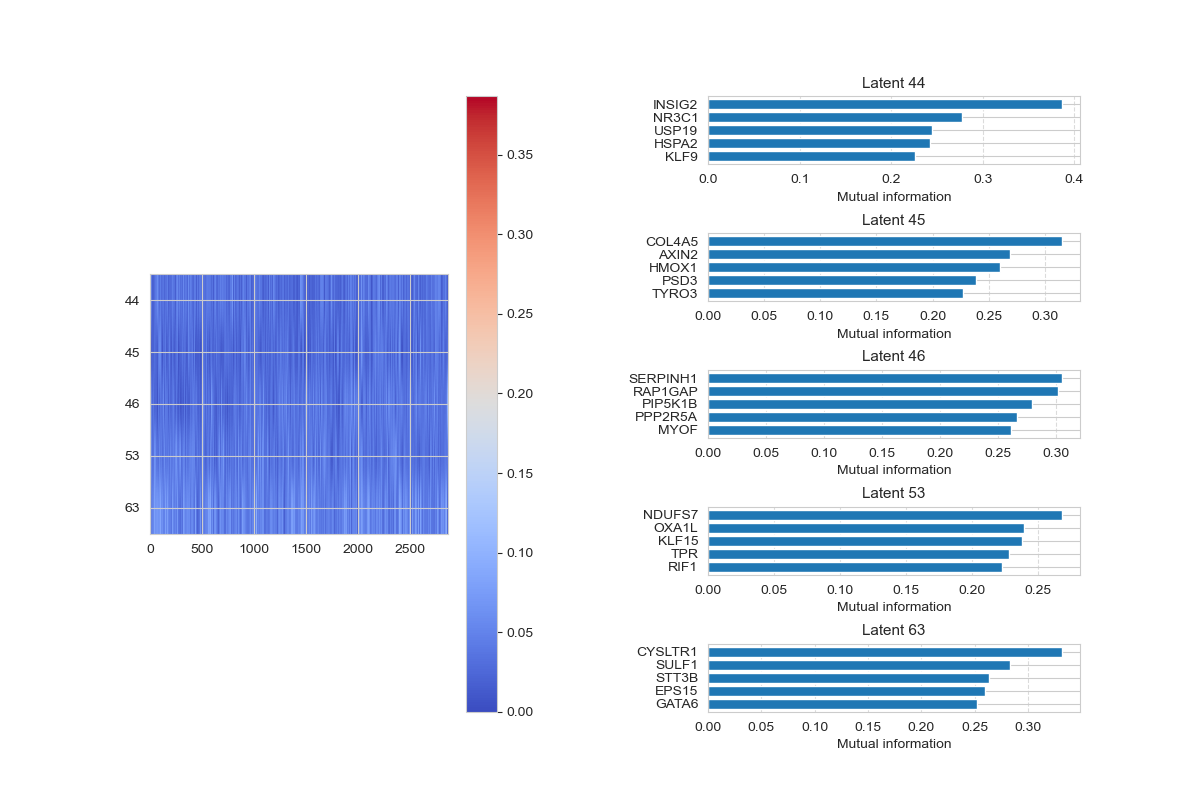 44
45
46
53
63
0
500
1000
1500
2000
2500
0.35
0.30
0.25
0.20
0.15
0.10
0.05
0.00
Latent 44
INSIG2
NR3C1
USP19
HSPA2
KLF9
0.0 0.1 0.2 0.3 0.4
Mutual information
Latent 45
COL4A5
AXIN2
HMOX1
PSD3
TYRO3
0.00 0.05 0.10 0.15 0.20 0.25 0.30
Mutual information
Latent 46
SERPINH1
RAP1GAP
PIP5K1B
PPP2R5A
MYOF
0.00 0.05 0.10 0.15 0.20 0.25 0.30
Mutual information
Latent 53
NDUFS7
OXA1L
KLF15
TPR
RIF1
0.00 0.05 0.10 0.15 0.20 0.25
Mutual information
Latent 63
CYSLTR1
SULF1
STT3B
EPS15
GATA6
0.00 0.05 0.10 0.15 0.20 0.25 0.30
Mutual information